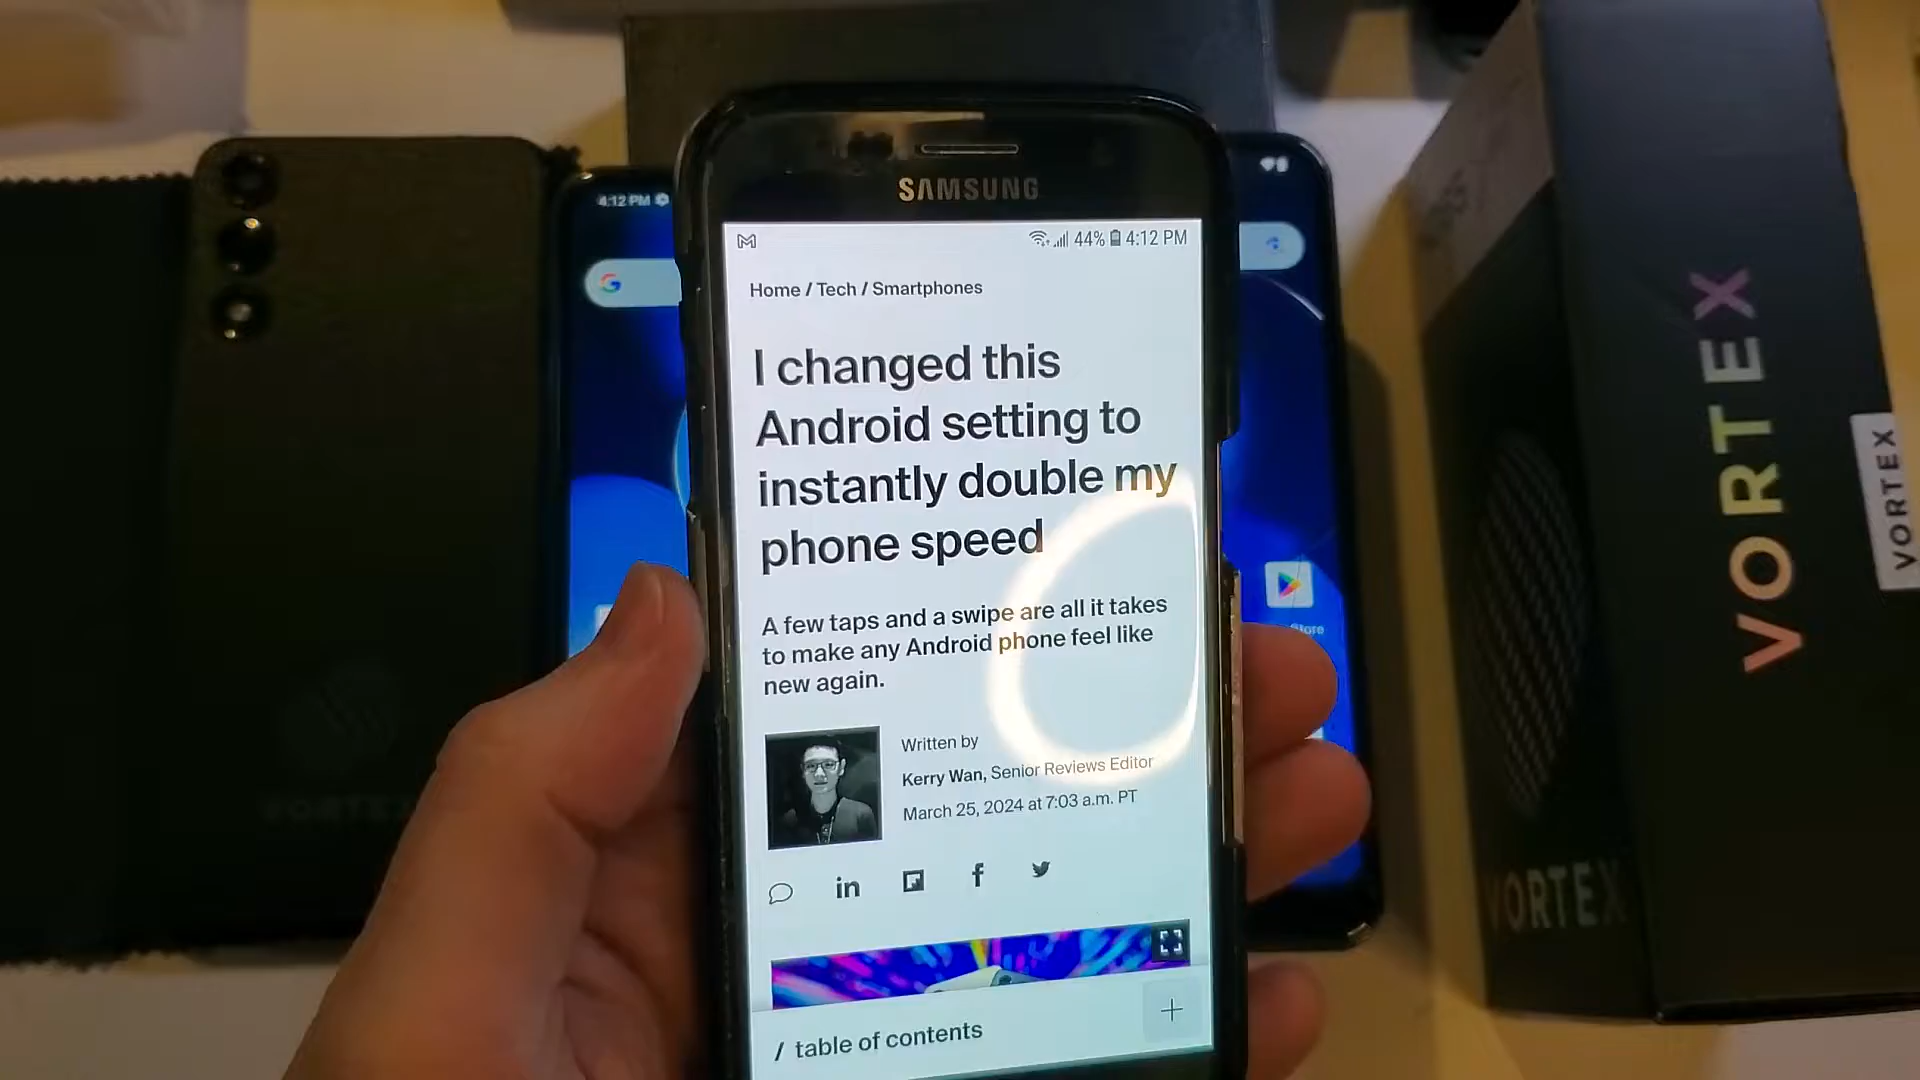 SAMSUNG
44% 4:12 PM
Home / Tech / Smartphones
I changed this
Android setting to
instantly double my
phone speed
A few taps and a swipe are all it takes
to make any Android phone feel like
new again.
Written by
Kerry Wan, Senior Reviews Editor
March 25, 2024 at 7:03 a.m. PT
/ table of contents
4:12 PM
Store
VORTEX
VORTEX
VORTEX
VORTEX